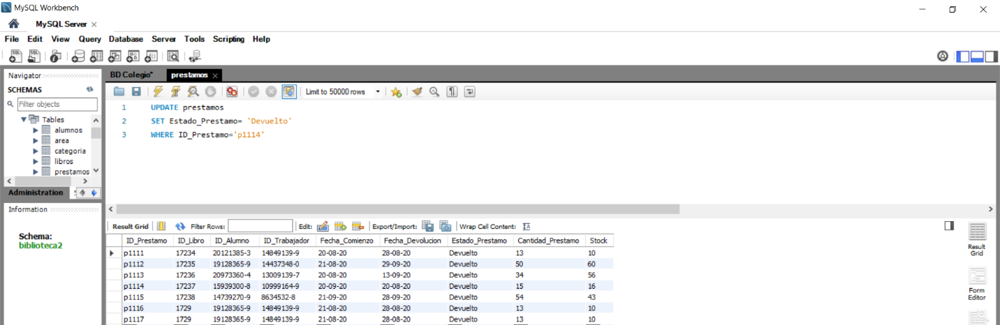 MySQL Workbench
MySQL Server
File Edit View Query Database Server Tools Scripting Help
Navigator
SCHEMAS
Filter objects
Tables
alumnos
area
categoria
libros
prestamos
Administration
Information
Schema:
biblioteca2
BD Colegio* prestamos
Limit to 50000 rows
1 UPDATE prestamos
2 SET Estado_Prestamo= 'Devuelto'
3 WHERE ID_Prestamo='p1114'
Result Grid Filter Rows: Edit: Export/Import: Wrap Cell Content:
ID_Prestamo ID_Libro ID_Alumno ID_Trabajador Fecha_Comienzo Fecha_Devolucion Estado_Prestamo Cantidad_Prestamo Stock
p1111 17234 20121385-3 14849139-9 20-08-20 28-08-20 Devuelto 13 10
p1112 17235 19128365-9 14437348-0 21-08-20 29-09-20 Devuelto 50 60
p1113 17236 20973360-4 13009139-7 20-08-20 13-09-20 Devuelto 34 56
p1114 17237 15939300-8 10999164-9 20-09-20 20-08-20 Devuelto 15 16
p1115 17238 14739270-9 8634532-8 21-09-20 28-09-20 Devuelto 54 43
p1116 1729 19128365-9 14849139-9 21-08-20 28-08-20 Devuelto 13 10
p1117 1729 19128365-9 14849139-9 21-08-20 28-08-20 Devuelto 13 10
Result
Grid
Form
Editor